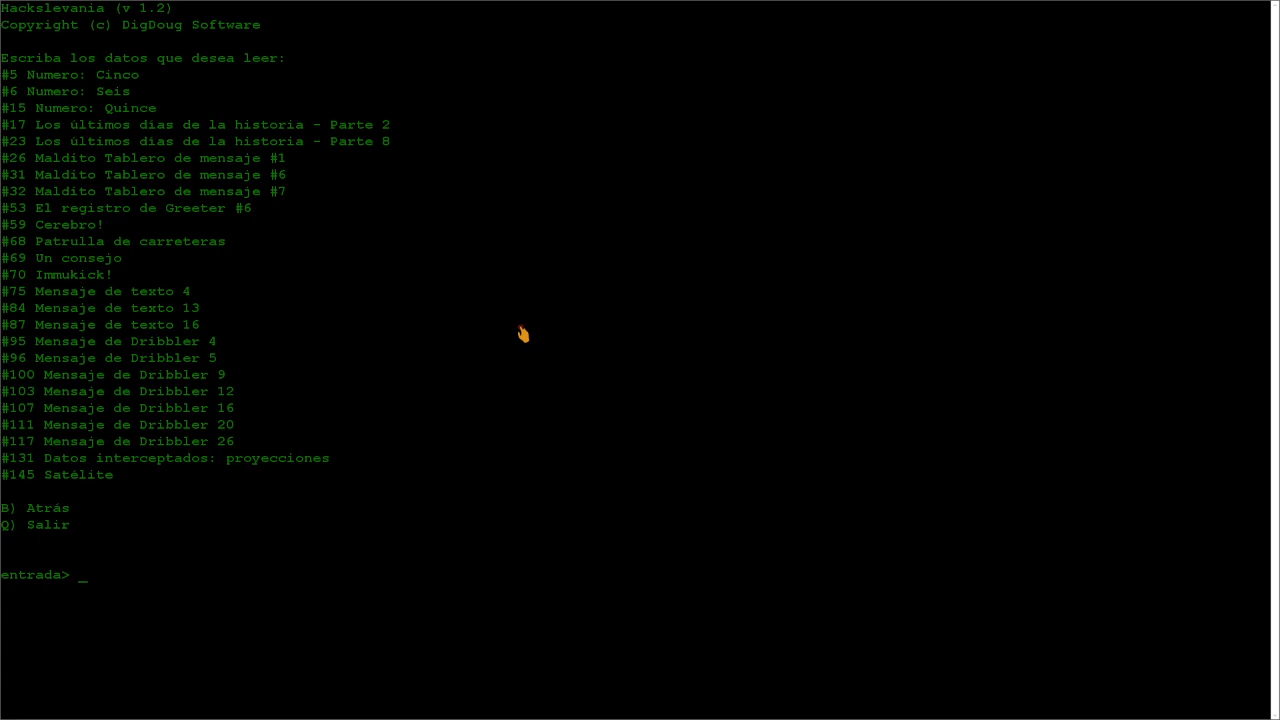 Hackslevania (v 1.2)
Copyright (c) DigDoug Software
Escriba los datos que desea leer:
#5 Numero: Cinco
#6 Numero: Seis
#15 Numero: Quince
#17 Los últimos días de la historia - Parte 2
#23 Los últimos días de la historia - Parte 8
#26 Maldito Tablero de mensaje #1
#31 Maldito Tablero de mensaje #6
#32 Maldito Tablero de mensaje #7
#53 El registro de Greeter #6
#59 Cerebro!
#68 Patrulla de carreteras
#69 Un consejo
#70 Immukick!
#75 Mensaje de texto 4
#84 Mensaje de texto 13
#87 Mensaje de texto 16
#95 Mensaje de Dribbler 4
#96 Mensaje de Dribbler 5
#100 Mensaje de Dribbler 9
#103 Mensaje de Dribbler 12
#107 Mensaje de Dribbler 16
#111 Mensaje de Dribbler 20
#117 Mensaje de Dribbler 26
#131 Datos interceptados: proyecciones
#145 Satélite
B) Atrás
Q) Salir
entrada> _